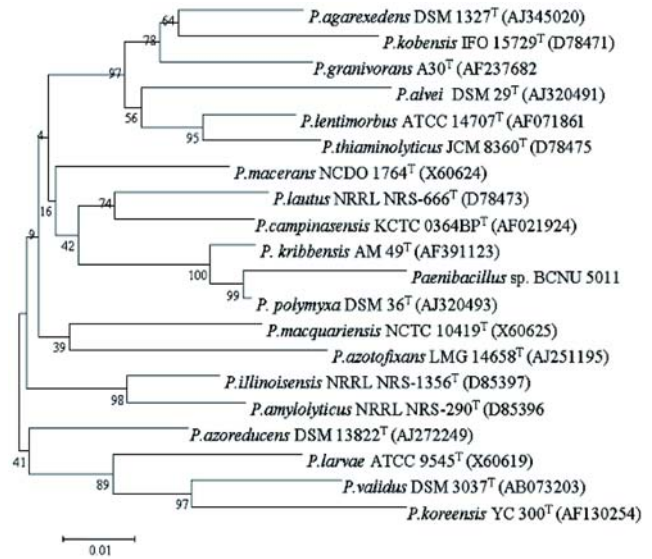 64
P.agarexedens DSM 1327T (AJ345020)
78
P.kobensis IFO 15729T (D78471)
97
P.granivorans A30T (AF237682
P.alvei DSM 29T (AJ320491)
56
P.lentimorbus ATCC 14707T (AF071861
95
P.thiaminolyticus JCM 8360T (D78475
4
P.macerans NCDO 1764T (X60624)
16
P.lautus NRRL NRS-666T (D78473)
74
P.campinasensis KCTC 0364BPT (AF021924)
9
42
P. kribbensis AM 49T (AF391123)
100
Paenibacillus sp. BCNU 5011
99
P. polymyxa DSM 36T (AJ320493)
P.macquariensis NCTC 10419T (X60625)
39
P.azotofixans LMG 14658T (AJ251195)
P.illinoisensis NRRL NRS-1356T (D85397)
98
P.amylolyticus NRRL NRS-290T (D85396
P.azoreducens DSM 13822T (AJ272249)
41
P.larvae ATCC 9545T (X60619)
89
P.validus DSM 3037T (AB073203)
97
P.koreensis YC 300T (AF130254)
0.01